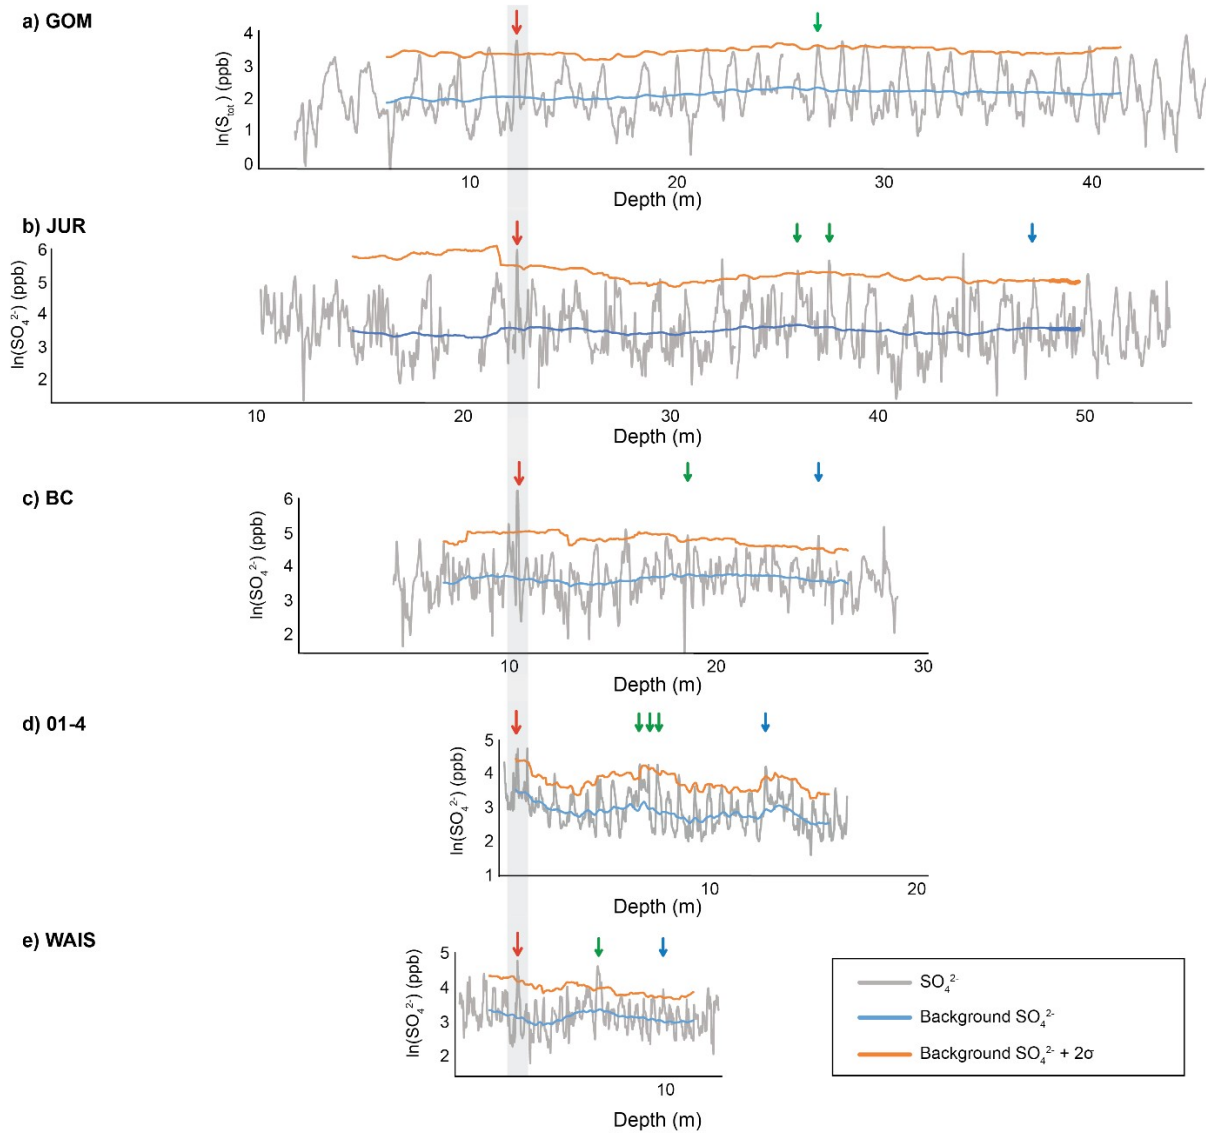 a) GOM
ln(S_tot) (ppb)
4
3
2
1
0
10 20 30 40
Depth (m)
b) JUR
ln(SO₄²⁻) (ppb)
6
5
4
3
2
10 20 30 40 50
Depth (m)
c) BC
ln(SO₄²⁻) (ppb)
6
5
4
3
2
10 20 30
Depth (m)
d) 01-4
ln(SO₄²⁻) (ppb)
5
4
3
2
1
10 20
Depth (m)
e) WAIS
ln(SO₄²⁻) (ppb)
5
4
3
2
10
Depth (m)
SO₄²⁻
Background SO₄²⁻
Background SO₄²⁻ + 2σ